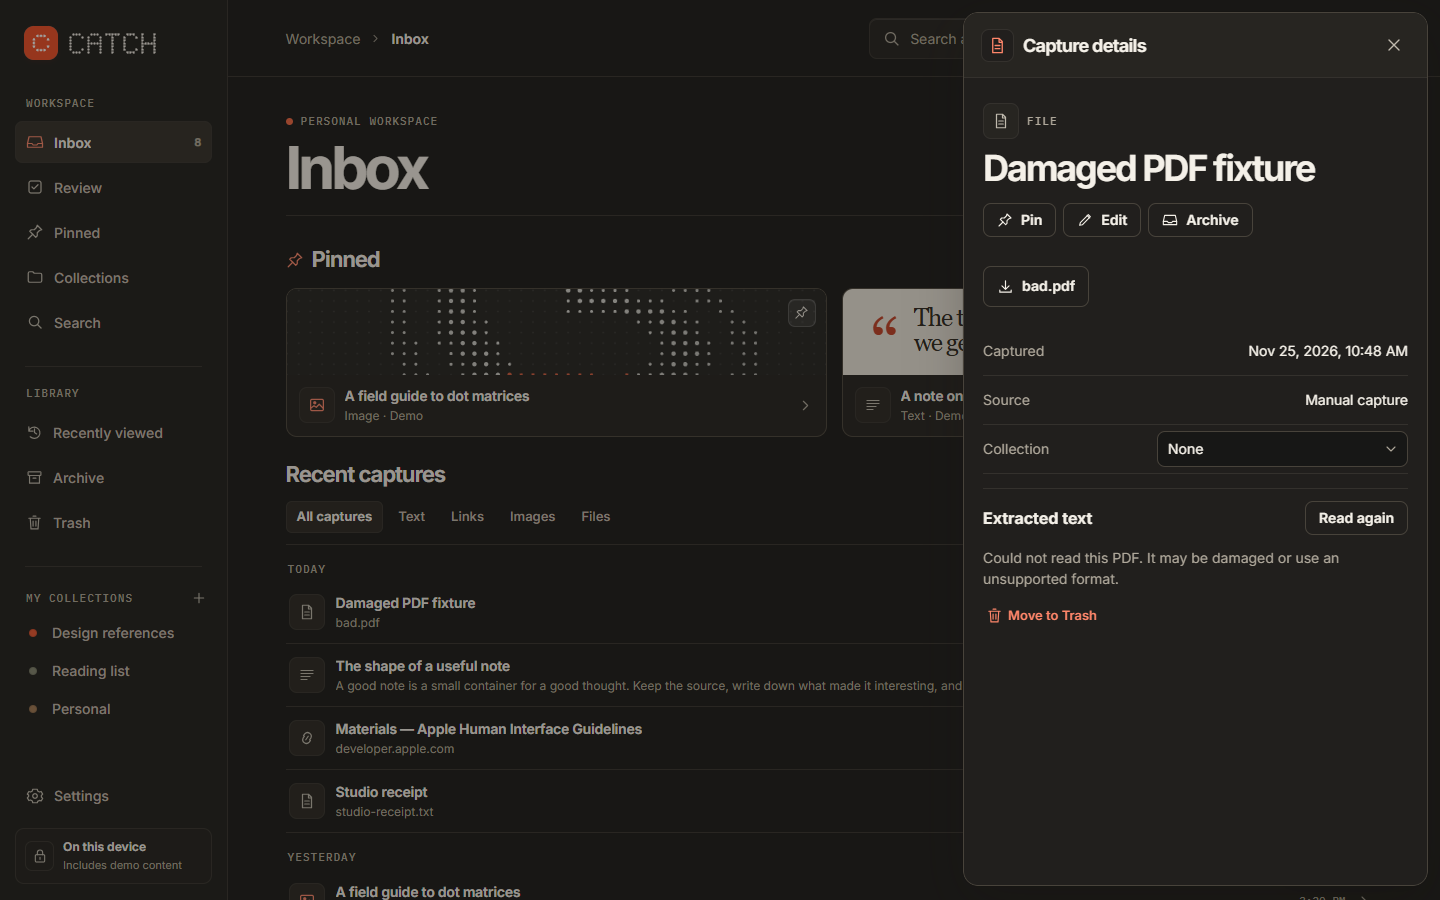 CATCH
WORKSPACE
Inbox 8
Review
Pinned
Collections
Search
LIBRARY
Recently viewed
Archive
Trash
MY COLLECTIONS
Design references
Reading list
Personal
Settings
On this device
Includes demo content
Workspace > Inbox
Search
PERSONAL WORKSPACE
Inbox
Pinned
A field guide to dot matrices
Image · Demo
“ The
we
A note on
Text · Demo
Recent captures
All captures Text Links Images Files
TODAY
Damaged PDF fixture
bad.pdf
The shape of a useful note
A good note is a small container for a good thought. Keep the source, write down what made it interesting, and
Materials — Apple Human Interface Guidelines
developer.apple.com
Studio receipt
studio-receipt.txt
YESTERDAY
A field guide to dot matrices
Capture details
FILE
Damaged PDF fixture
Pin Edit Archive
bad.pdf
Captured Nov 25, 2026, 10:48 AM
Source Manual capture
Collection None
Extracted text Read again
Could not read this PDF. It may be damaged or use an
unsupported format.
Move to Trash